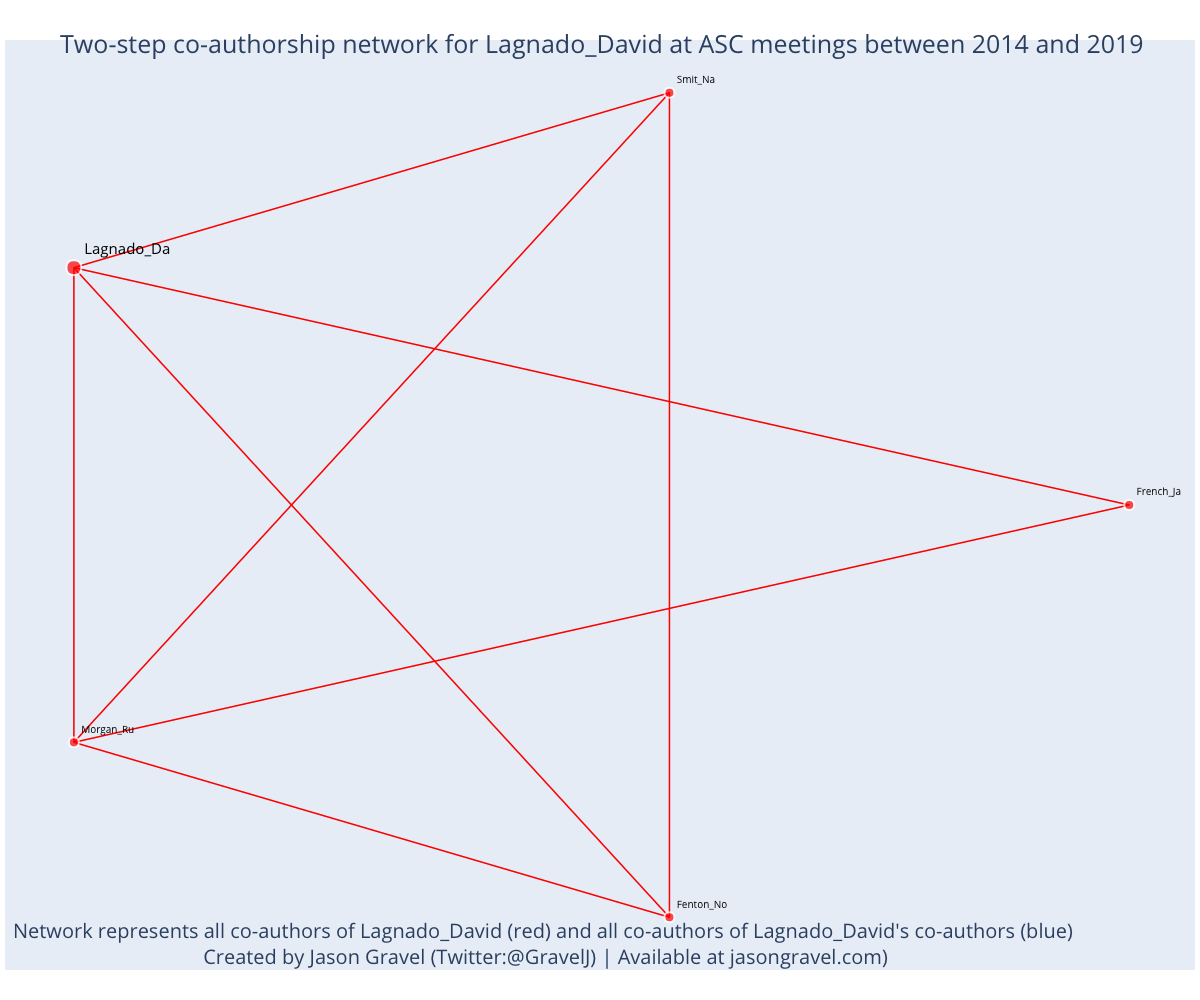 Two-step co-authorship network for Lagnado_David at ASC meetings between 2014 and 2019
Smit_Na
Lagnado_Da
French_Ja
Morgan_Ru
Fenton_No
Network represents all co-authors of Lagnado_David (red) and all co-authors of Lagnado_David's co-authors (blue)
Created by Jason Gravel (Twitter:@GravelJ) | Available at jasongravel.com)